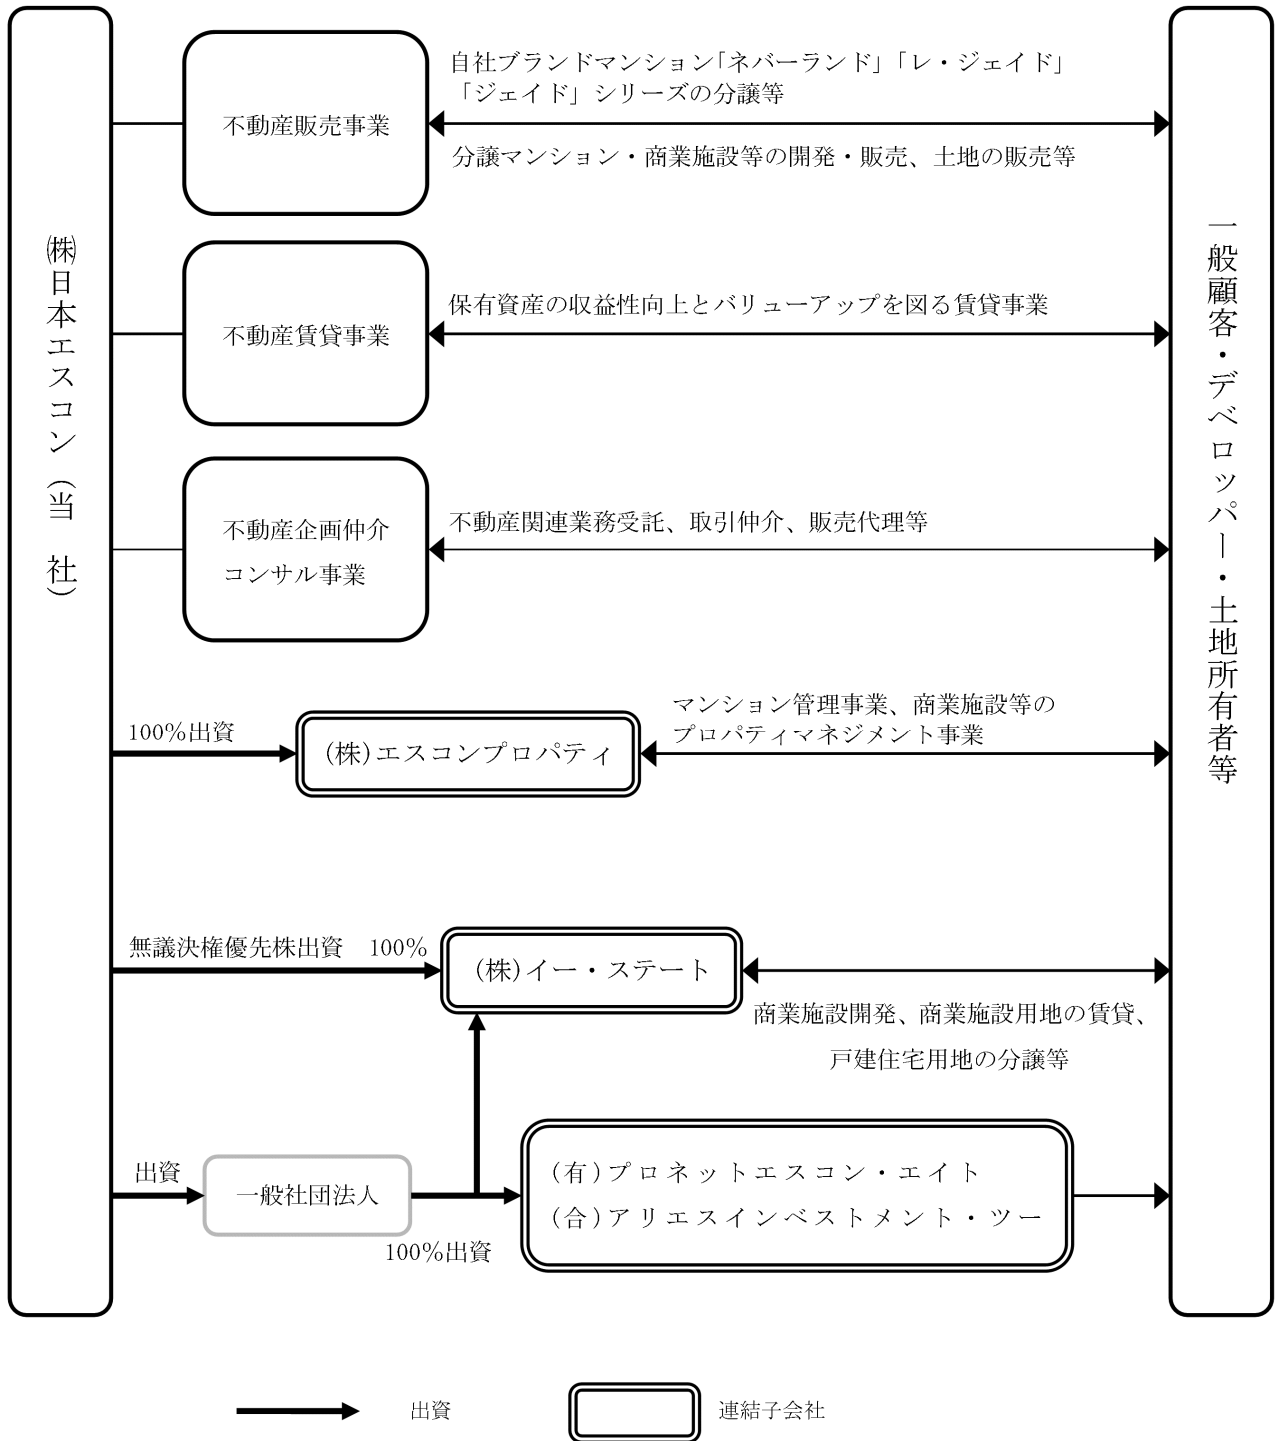 ㈱日本エスコン（当　社）
不動産販売事業
自社ブランドマンション「ネバーランド」「レ・ジェイド」
「ジェイド」シリーズの分譲等
分譲マンション・商業施設等の開発・販売、土地の販売等
不動産賃貸事業
保有資産の収益性向上とバリューアップを図る賃貸事業
不動産企画仲介
コンサル事業
不動産関連業務受託、取引仲介、販売代理等
100％出資
(株)エスコンプロパティ
マンション管理事業、商業施設等の
プロパティマネジメント事業
無議決権優先株出資　100％
(株)イー・ステート
商業施設開発、商業施設用地の賃貸、
戸建住宅用地の分譲等
出資
一般社団法人
100％出資
(有)プロネットエスコン・エイト
(合)アリエスインベストメント・ツー
一般顧客・デベロッパー・土地所有者等
出資
連結子会社